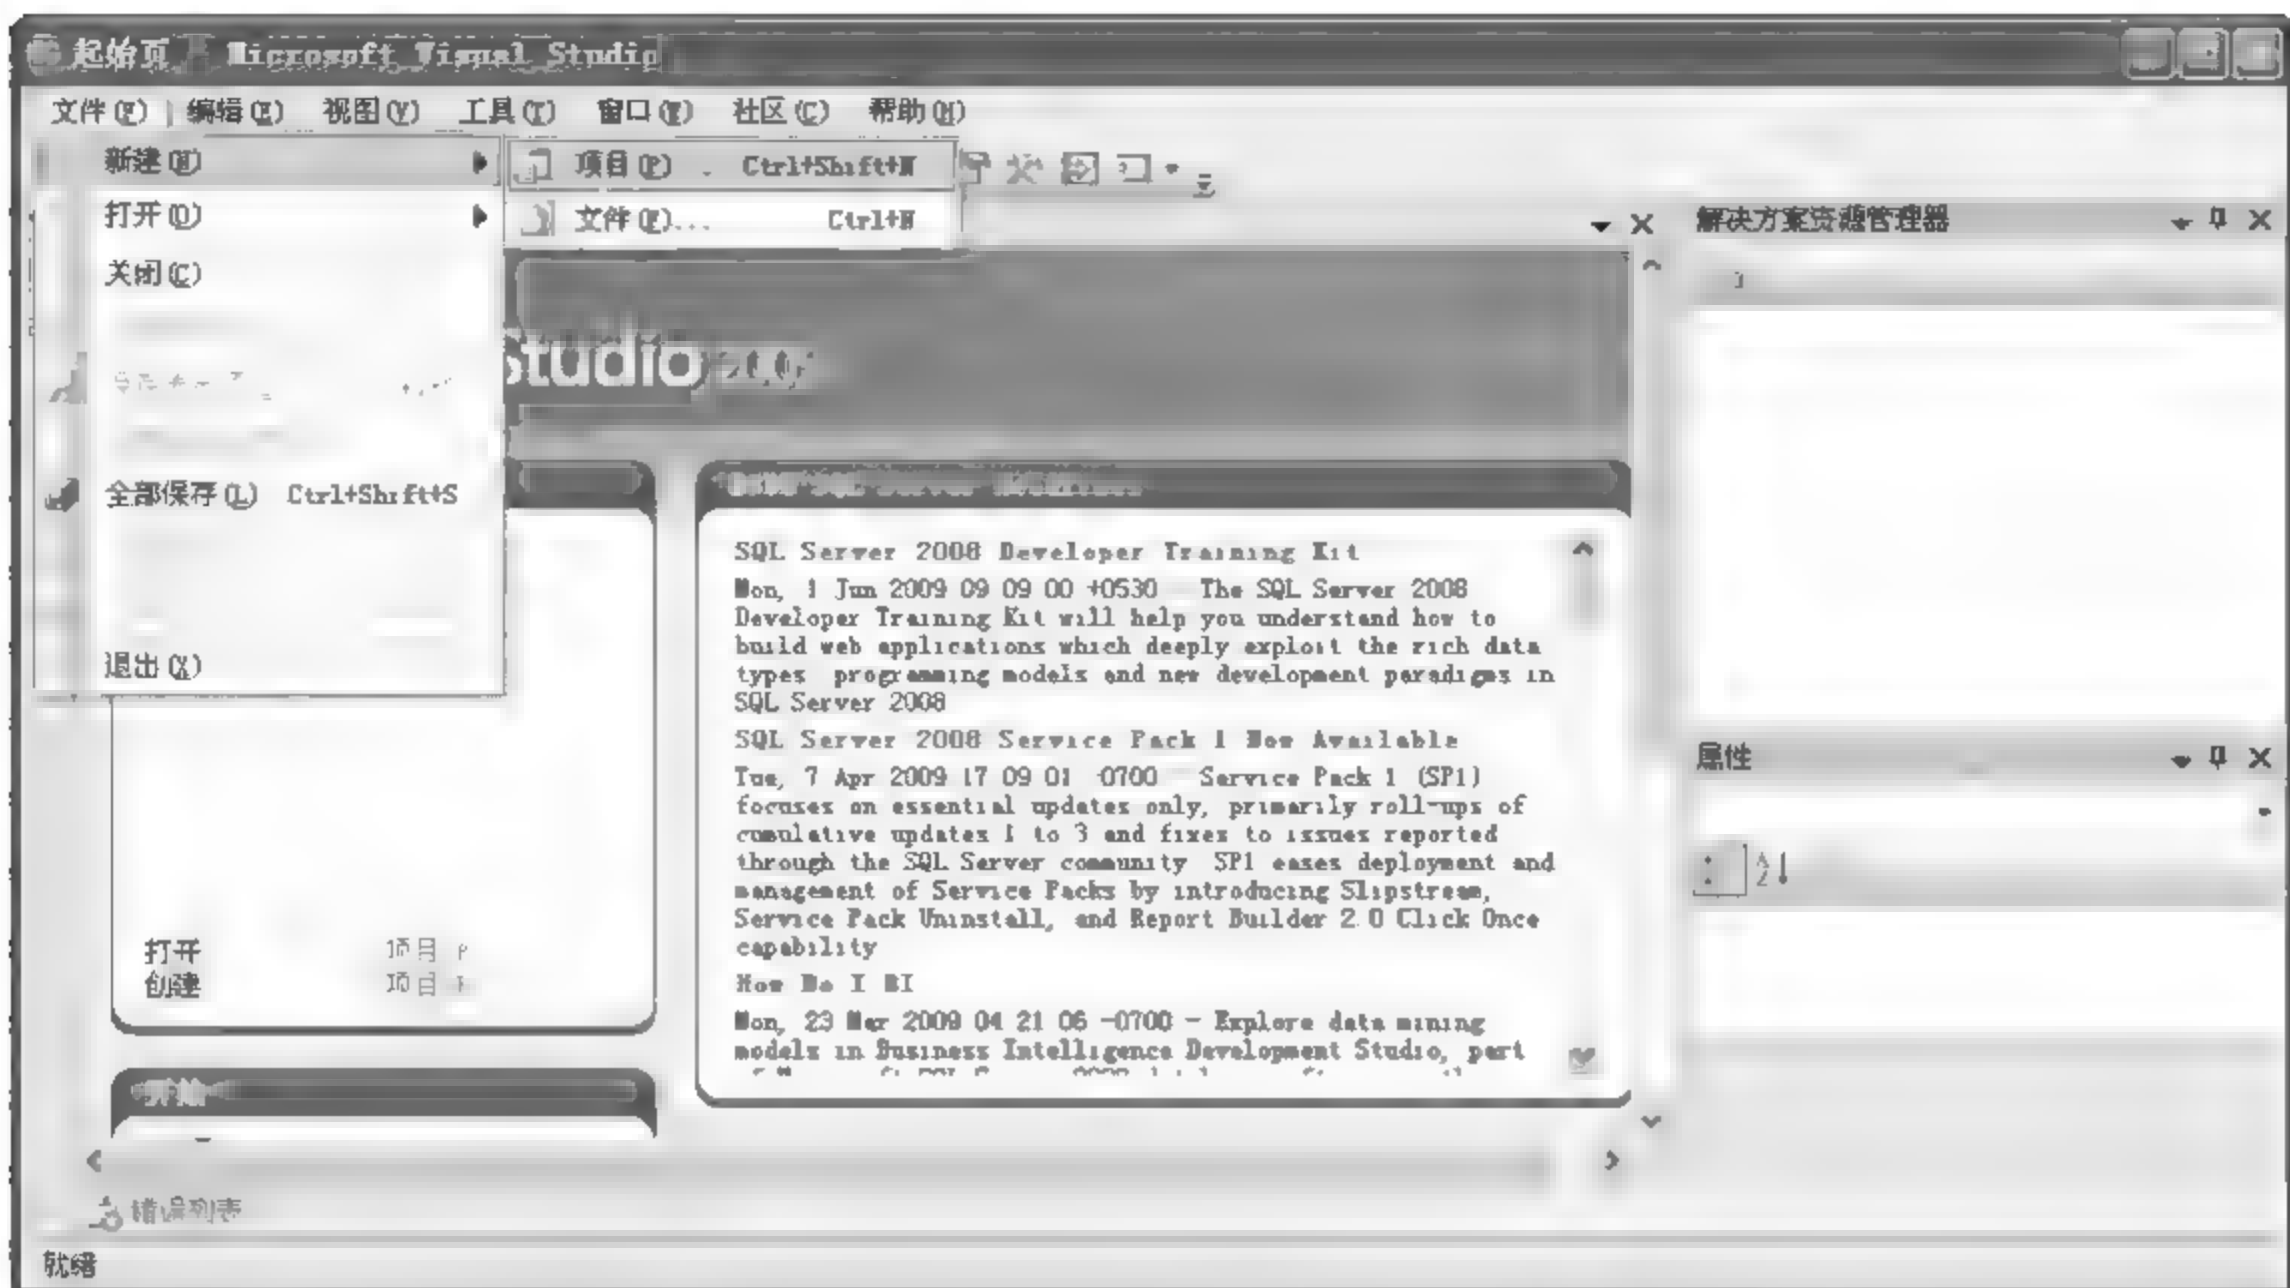 起始页 - Microsoft Visual Studio
文件(F) 编辑(E) 视图(V) 工具(T) 窗口(W) 社区(C) 帮助(H)
新建(N)
项目(P) . Ctrl+Shift+N
打开(O)
文件(F)... Ctrl+N
关闭(C)
解决方案资源管理器
Studio
全部保存(L) Ctrl+Shift+S
退出(X)
SQL Server 2008 Developer Training Kit
Mon, 1 Jun 2009 09 09 00 +0530 - The SQL Server 2008
Developer Training Kit will help you understand how to
build web applications which deeply exploit the rich data
types programming models and new development paradigms in
SQL Server 2008
SQL Server 2008 Service Pack 1 Now Available
Tue, 7 Apr 2009 17 09 01 -0700 - Service Pack 1 (SP1)
focuses on essential updates only, primarily roll-ups of
cumulative updates 1 to 3 and fixes to issues reported
through the SQL Server community SP1 eases deployment and
management of Service Packs by introducing Slipstream,
Service Pack Uninstall, and Report Builder 2.0 Click Once
capability
How Do I BI
Mon, 23 Mar 2009 04 21 06 -0700 - Explore data mining
models in Business Intelligence Development Studio, part
属性
打开 项目 P
创建 项目 P
开始
错误列表
就绪